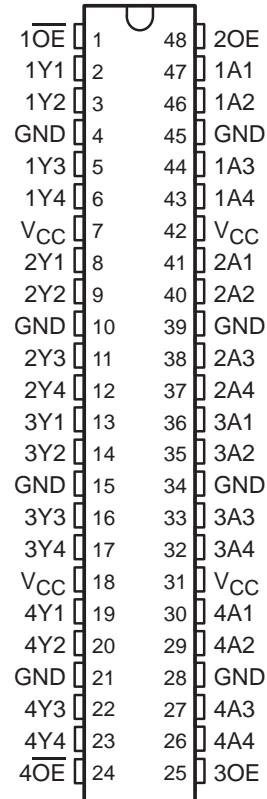 1O̅E̅ 1 48 2OE
1Y1 2 47 1A1
1Y2 3 46 1A2
GND 4 45 GND
1Y3 5 44 1A3
1Y4 6 43 1A4
VCC 7 42 VCC
2Y1 8 41 2A1
2Y2 9 40 2A2
GND 10 39 GND
2Y3 11 38 2A3
2Y4 12 37 2A4
3Y1 13 36 3A1
3Y2 14 35 3A2
GND 15 34 GND
3Y3 16 33 3A3
3Y4 17 32 3A4
VCC 18 31 VCC
4Y1 19 30 4A1
4Y2 20 29 4A2
GND 21 28 GND
4Y3 22 27 4A3
4Y4 23 26 4A4
4O̅E̅ 24 25 3OE